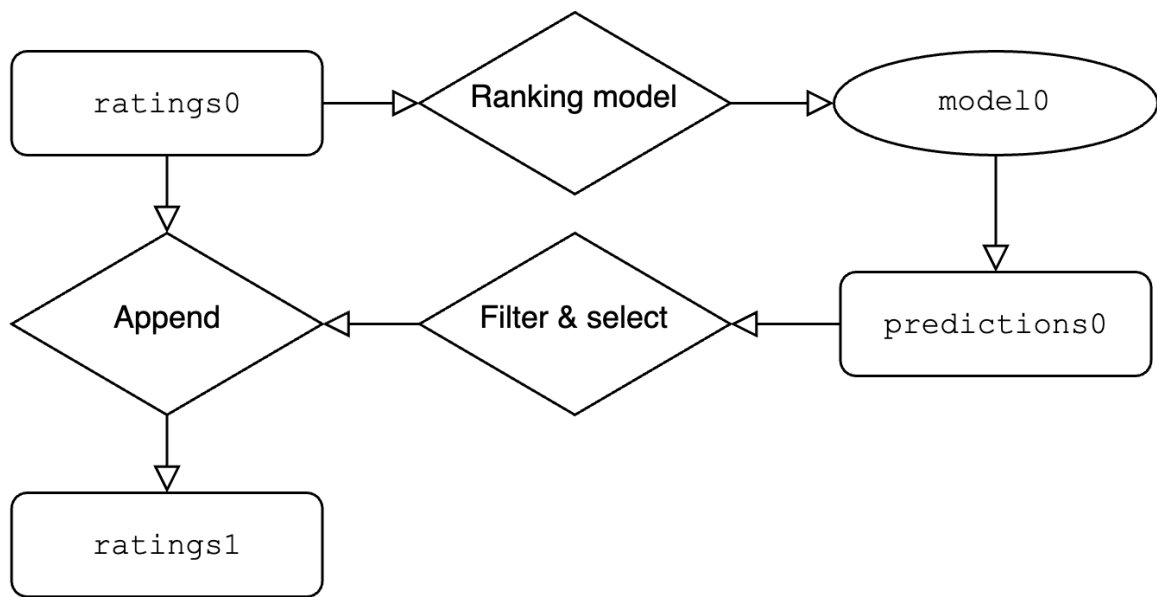 ratings0
Ranking model
model0
Append
Filter & select
predictions0
ratings1